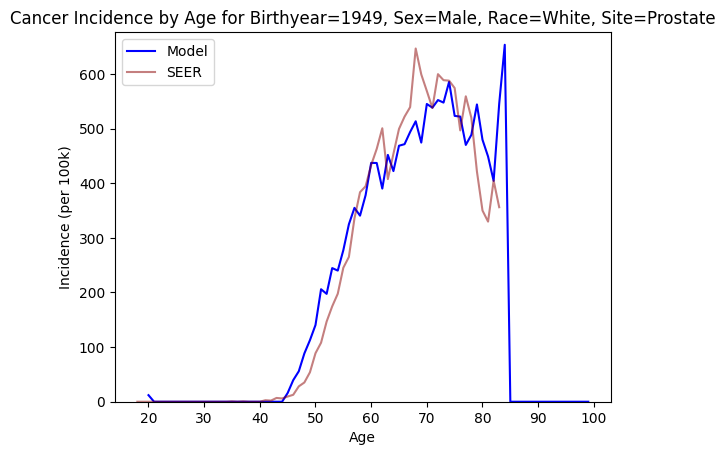 Cancer Incidence by Age for Birthyear=1949, Sex=Male, Race=White, Site=Prostate
Model
SEER
600
500
400
300
200
100
0
Incidence (per 100k)
20 30 40 50 60 70 80 90 100
Age